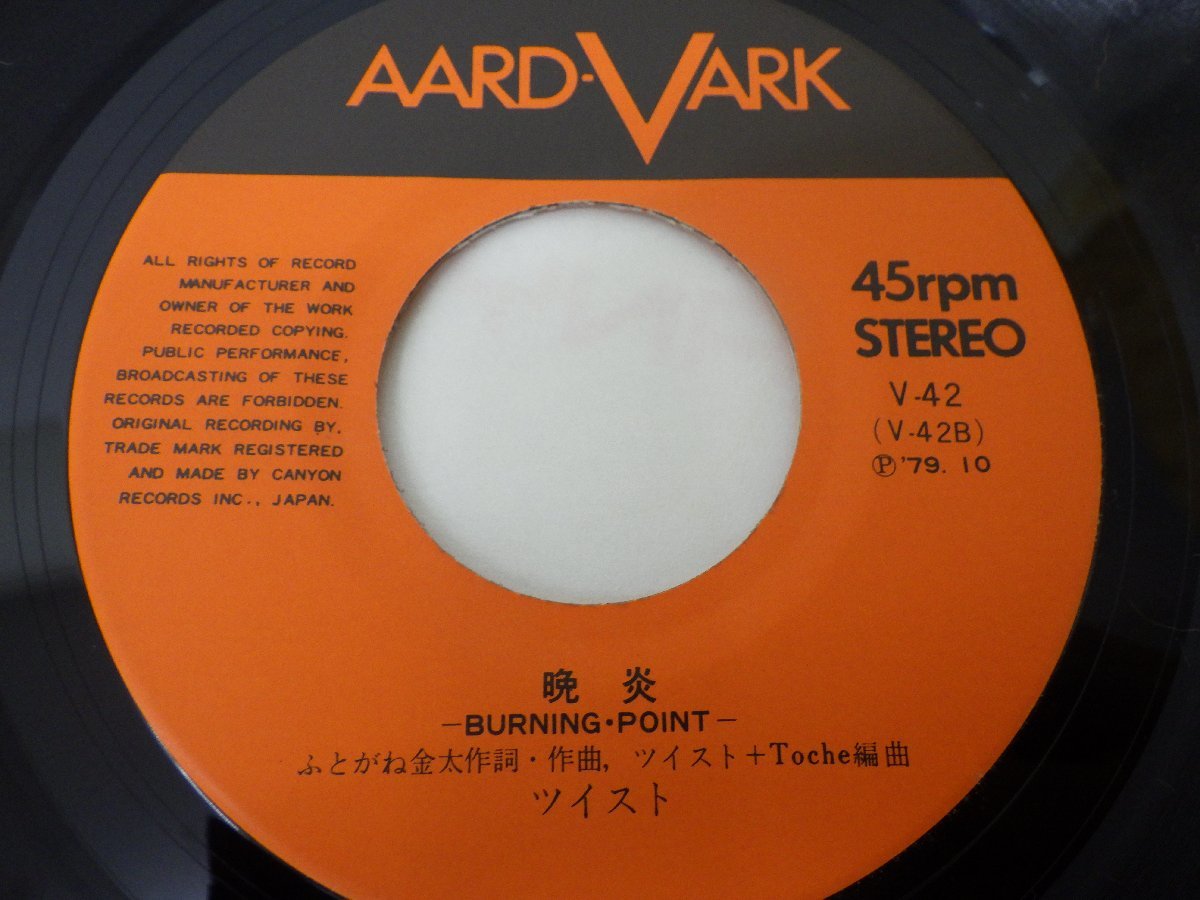 AARD-VARK
ALL RIGHTS OF RECORD
MANUFACTURER AND
OWNER OF THE WORK
RECORDED COPYING.
PUBLIC PERFORMANCE,
BROADCASTING OF THESE
RECORDS ARE FORBIDDEN.
ORIGINAL RECORDING BY,
TRADE MARK REGISTERED
AND MADE BY CANYON
RECORDS INC., JAPAN.
45rpm
STEREO
V-42
(V-42B)
Ⓟ'79.10
晩炎
-BURNING・POINT-
ふとがね金太作詞・作曲, ツイスト+Toche編曲
ツイスト